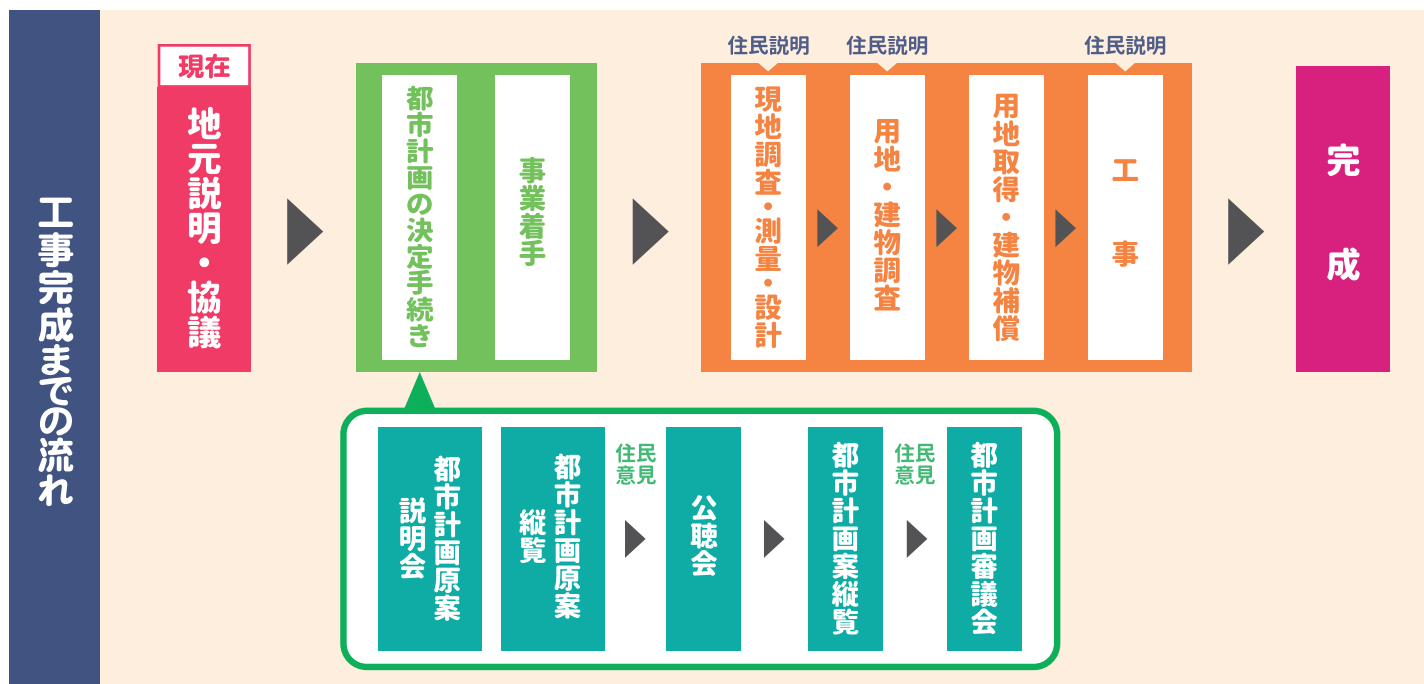 工事完成までの流れ
現在
地元説明・協議
都市計画の決定手続き
事業着手
住民説明
現地調査・測量・設計
住民説明
用地・建物調査
用地取得・建物補償
住民説明
工事
完成
都市計画原案
説明会
都市計画原案
縦覧
住民
意見
公聴会
都市計画案縦覧
住民
意見
都市計画審議会